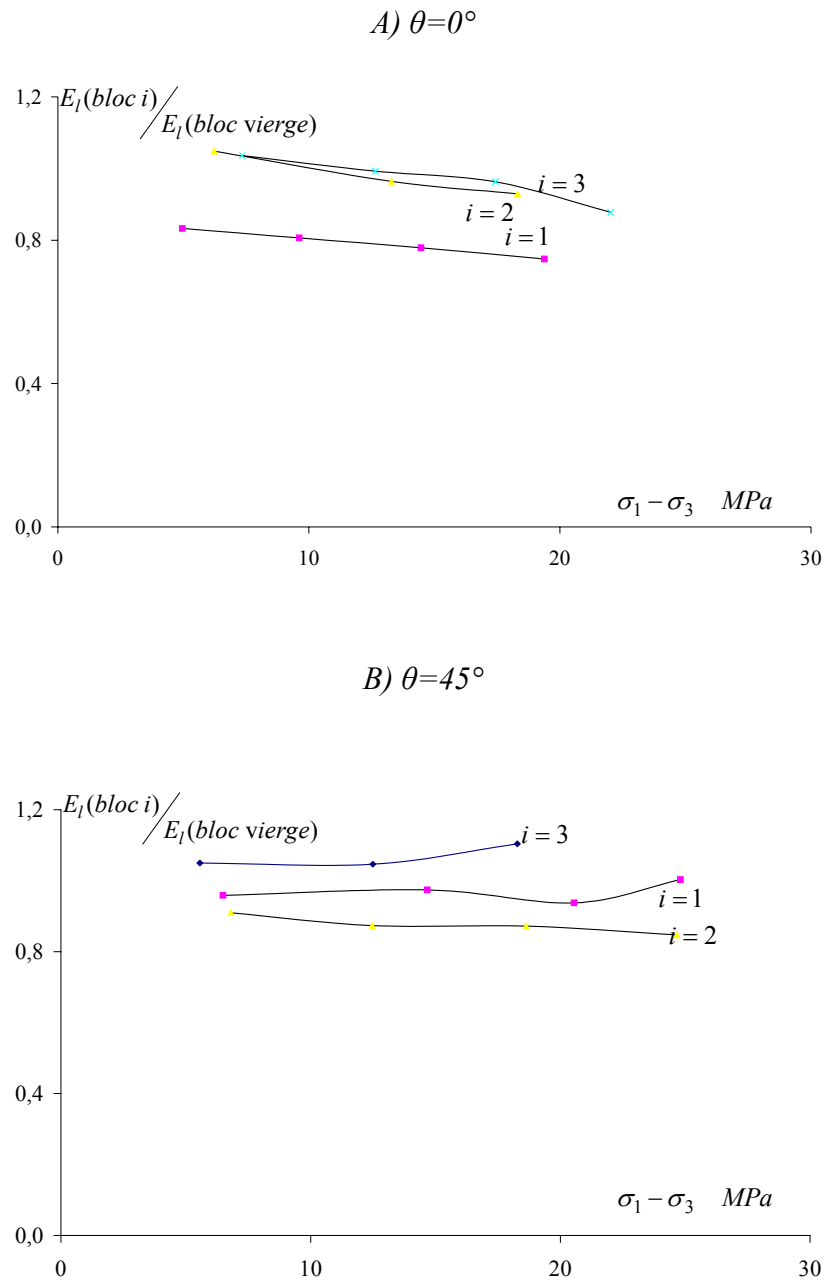 A) θ=0°
1,2
E_l(bloc i)/E_l(bloc vierge)
i = 3
i = 2
0,8
i = 1
0,4
σ₁ − σ₃ MPa
0,0
0 10 20 30
B) θ=45°
1,2
E_l(bloc i)/E_l(bloc vierge)
i = 3
i = 1
i = 2
0,8
0,4
σ₁ − σ₃ MPa
0,0
0 10 20 30